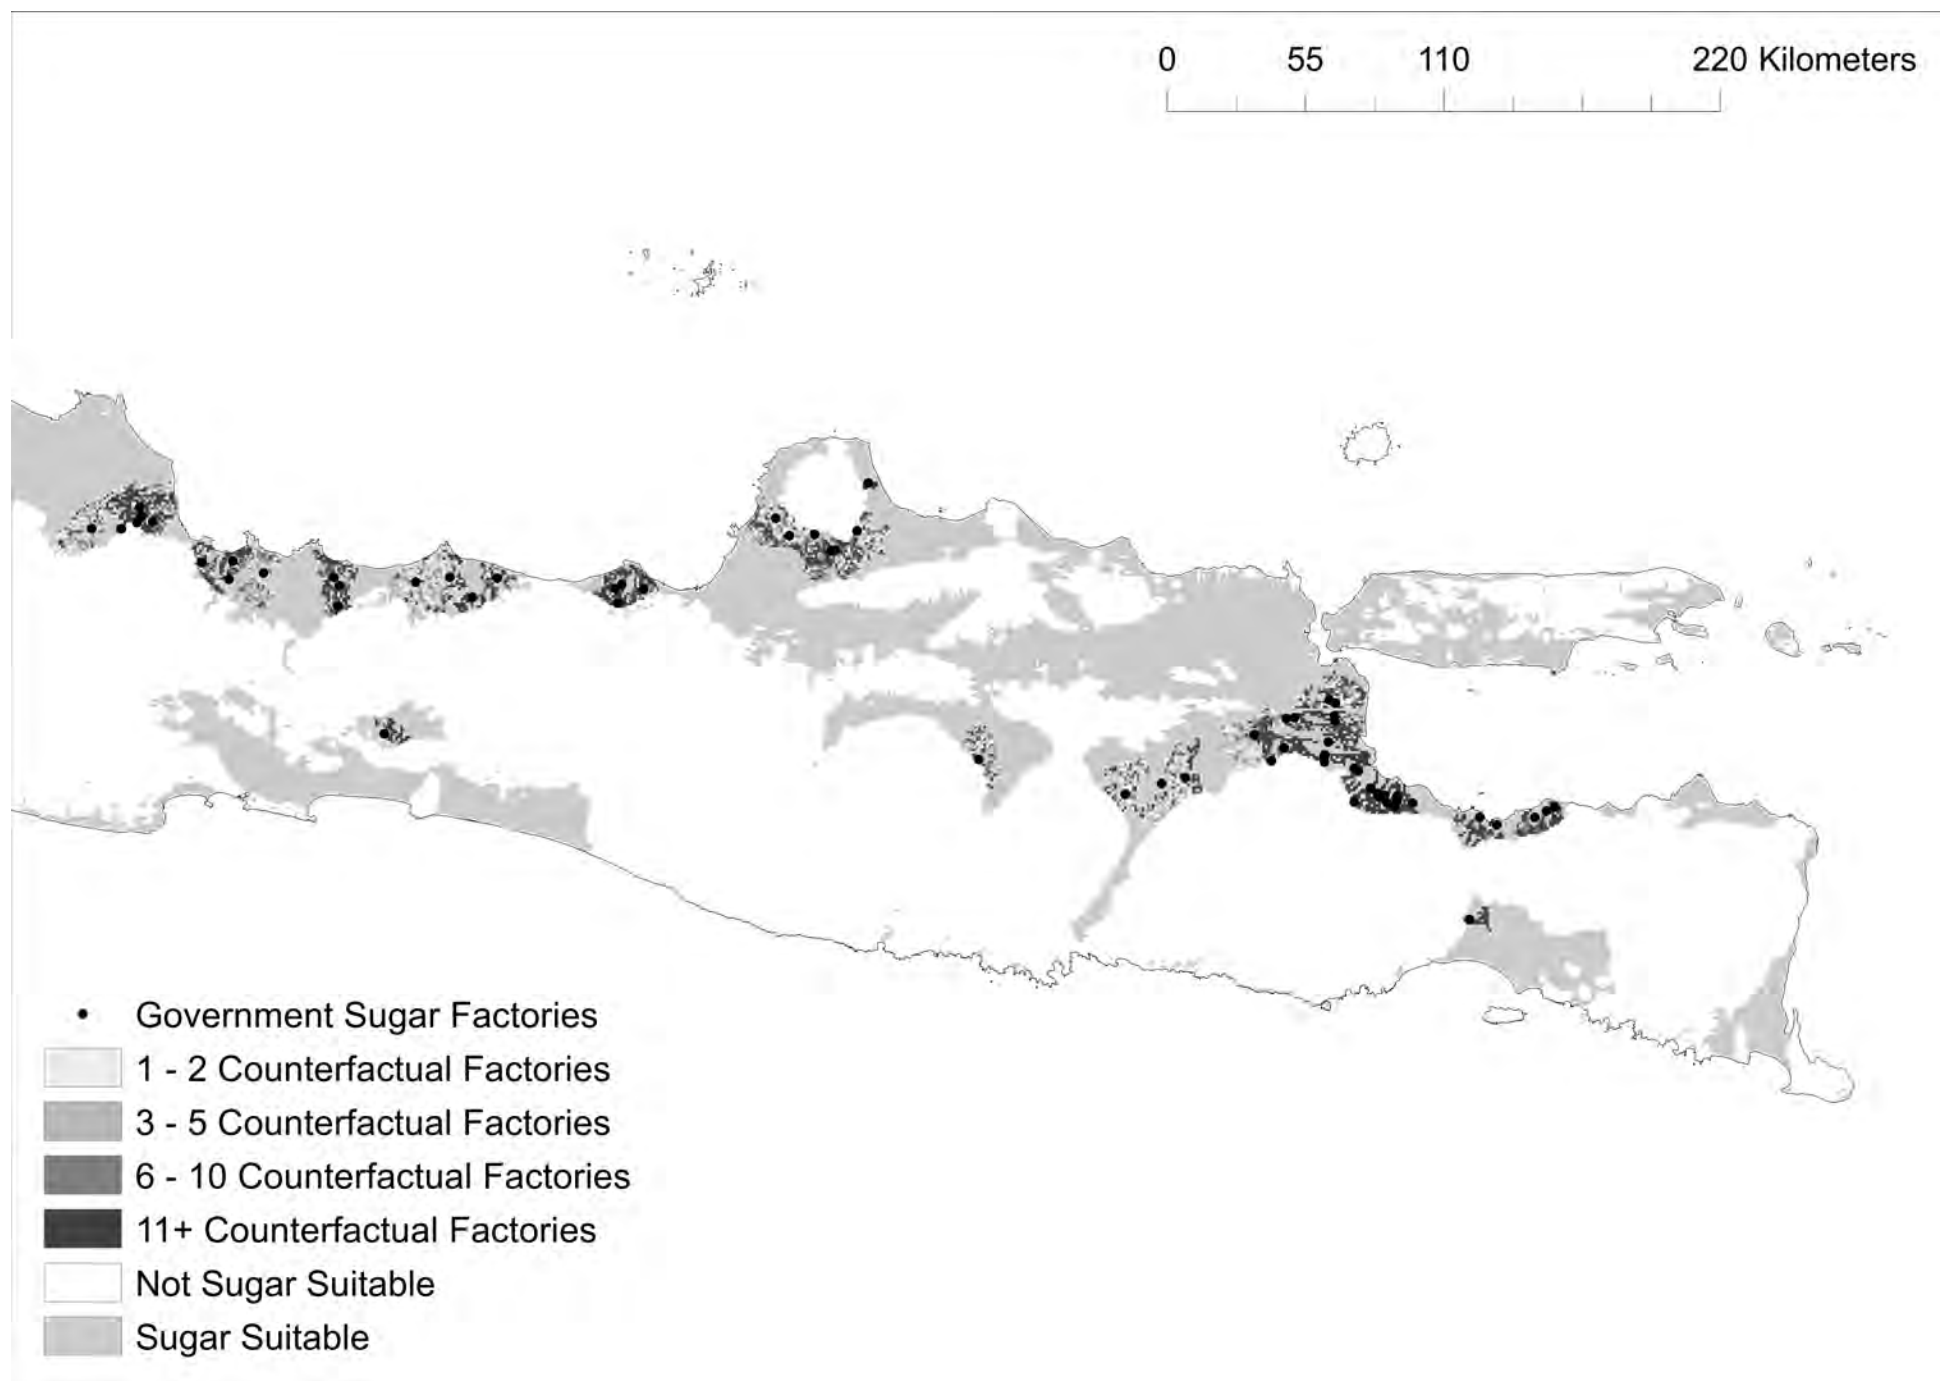 0 55 110 220 Kilometers
Government Sugar Factories
1 - 2 Counterfactual Factories
3 - 5 Counterfactual Factories
6 - 10 Counterfactual Factories
11+ Counterfactual Factories
Not Sugar Suitable
Sugar Suitable